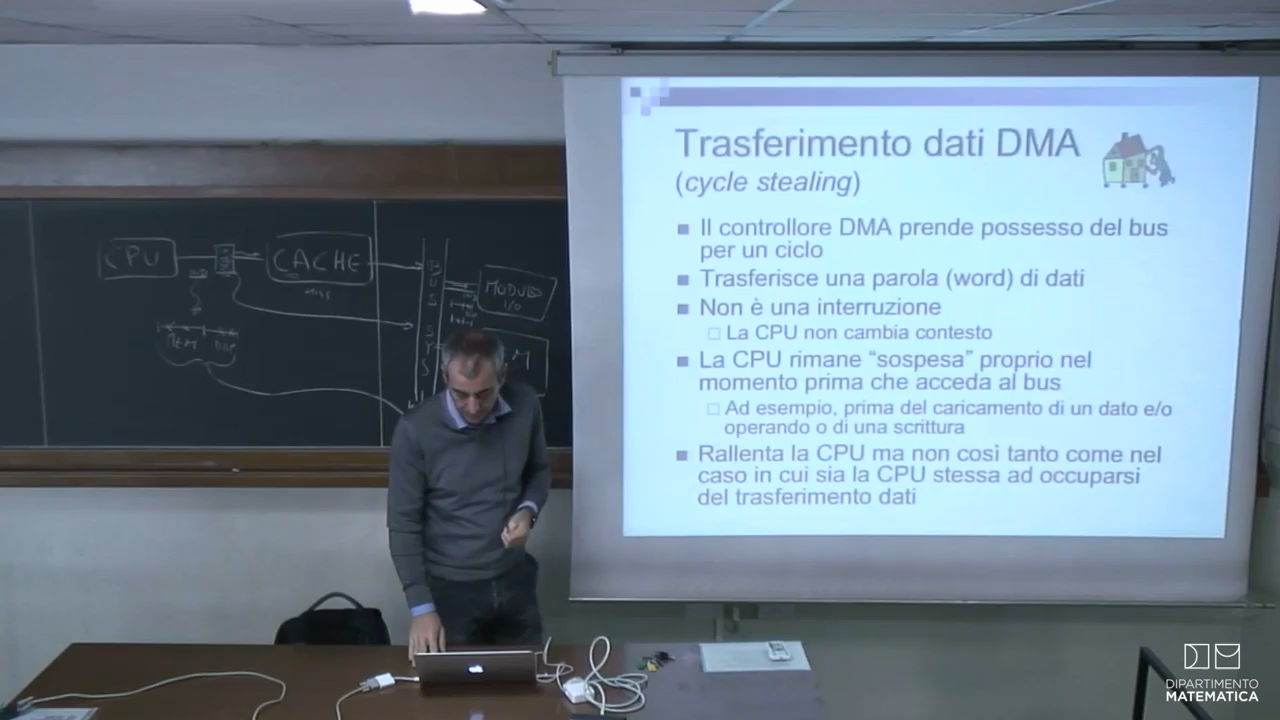 Trasferimento dati DMA
(cycle stealing)
Il controllore DMA prende possesso del bus
per un ciclo
Trasferisce una parola (word) di dati
Non è una interruzione
La CPU non cambia contesto
La CPU rimane “sospesa” proprio nel
momento prima che acceda al bus
Ad esempio, prima del caricamento di un dato e/o
operando o di una scrittura
Rallenta la CPU ma non così tanto come nel
caso in cui sia la CPU stessa ad occuparsi
del trasferimento dati
CPU
CACHE
MISS
BUS
SYS
MODULO
I/O
MEM
M
DIPARTIMENTO
MATEMATICA